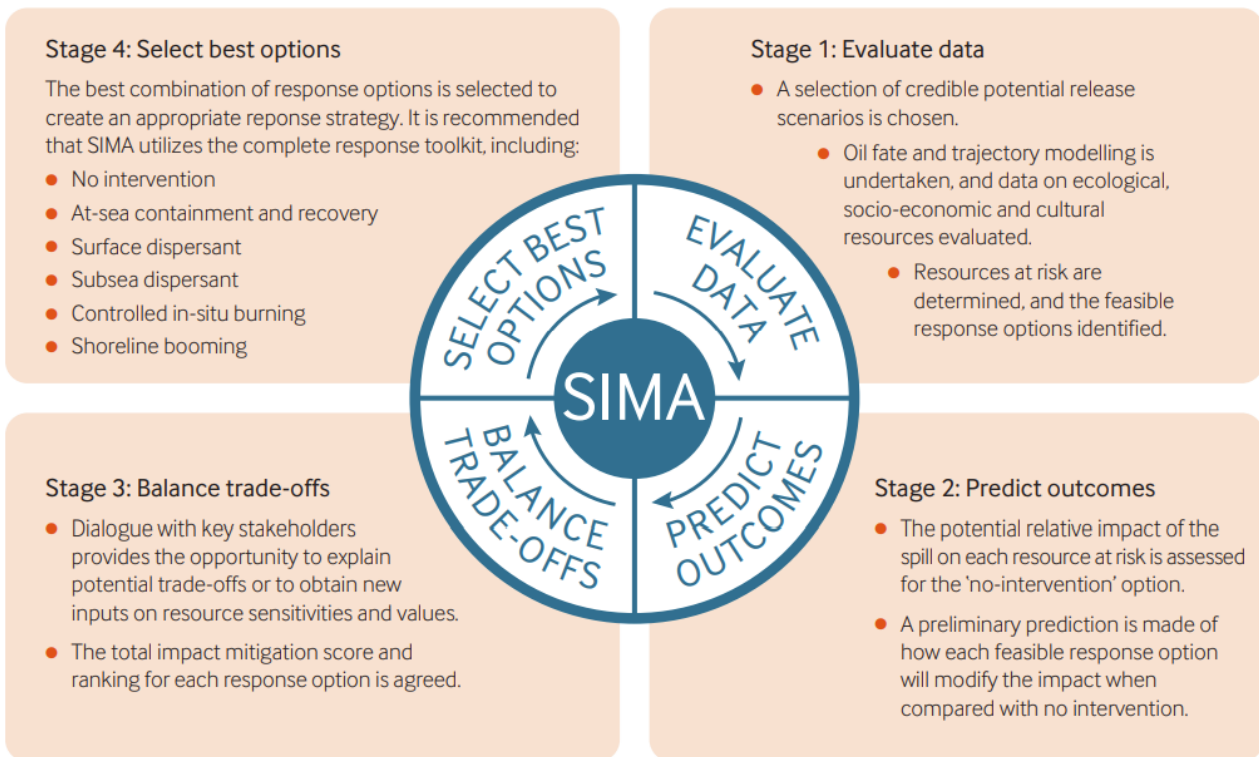 Stage 4: Select best options
The best combination of response options is selected to
create an appropriate reponse strategy. It is recommended
that SIMA utilizes the complete response toolkit, including:
● No intervention
● At-sea containment and recovery
● Surface dispersant
● Subsea dispersant
● Controlled in-situ burning
● Shoreline booming
Stage 1: Evaluate data
● A selection of credible potential release
scenarios is chosen.
● Oil fate and trajectory modelling is
undertaken, and data on ecological,
socio-economic and cultural
resources evaluated.
● Resources at risk are
determined, and the feasible
response options identified.
SELECT BEST
OPTIONS
EVALUATE
DATA
SIMA
BALANCE
TRADE-OFFS
PREDICT
OUTCOMES
Stage 3: Balance trade-offs
● Dialogue with key stakeholders
provides the opportunity to explain
potential trade-offs or to obtain new
inputs on resource sensitivities and values.
● The total impact mitigation score and
ranking for each response option is agreed.
Stage 2: Predict outcomes
● The potential relative impact of the
spill on each resource at risk is assessed
for the ‘no-intervention’ option.
● A preliminary prediction is made of
how each feasible response option
will modify the impact when
compared with no intervention.